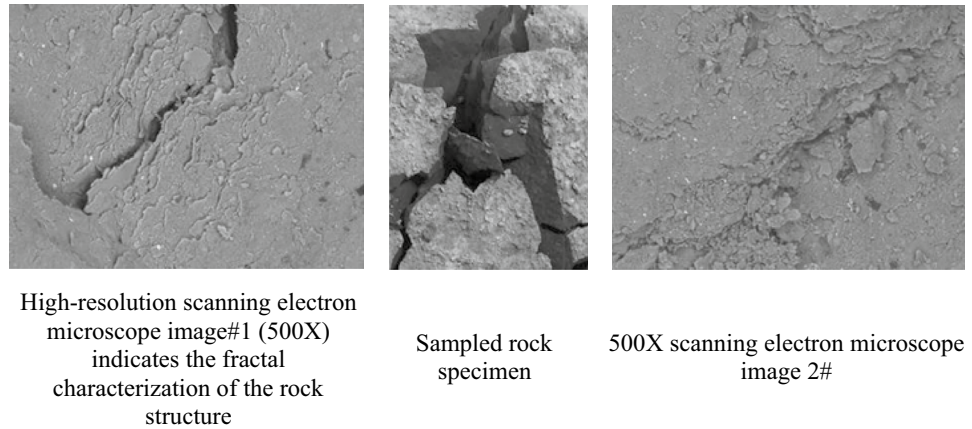 High-resolution scanning electron
microscope image#1 (500X)
indicates the fractal
characterization of the rock
structure
Sampled rock
specimen
500X scanning electron microscope
image 2#